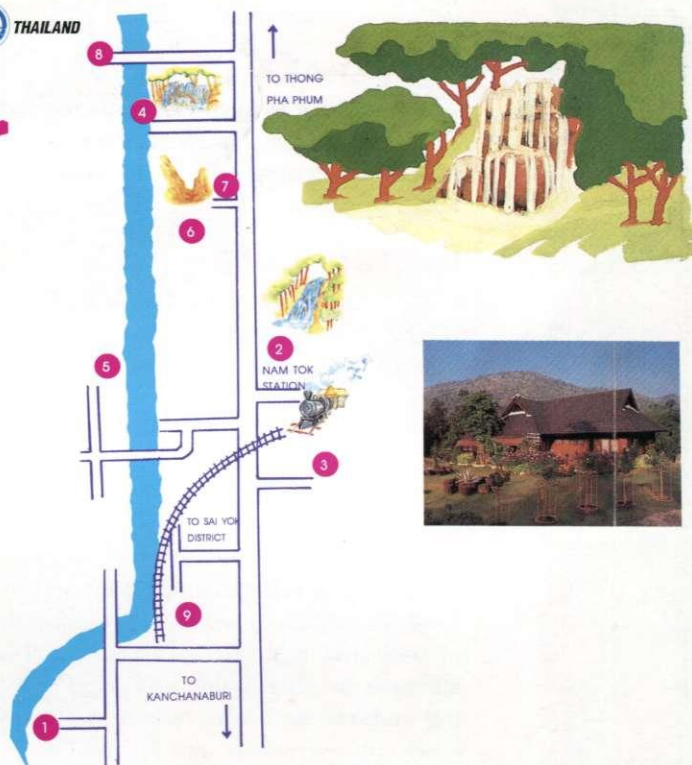 THAILAND
8
TO THONG
PHA PHUM
4
7
6
2
NAM TOK
STATION
5
3
TO SAI YOK
DISTRICT
9
TO
KANCHANABURI
1